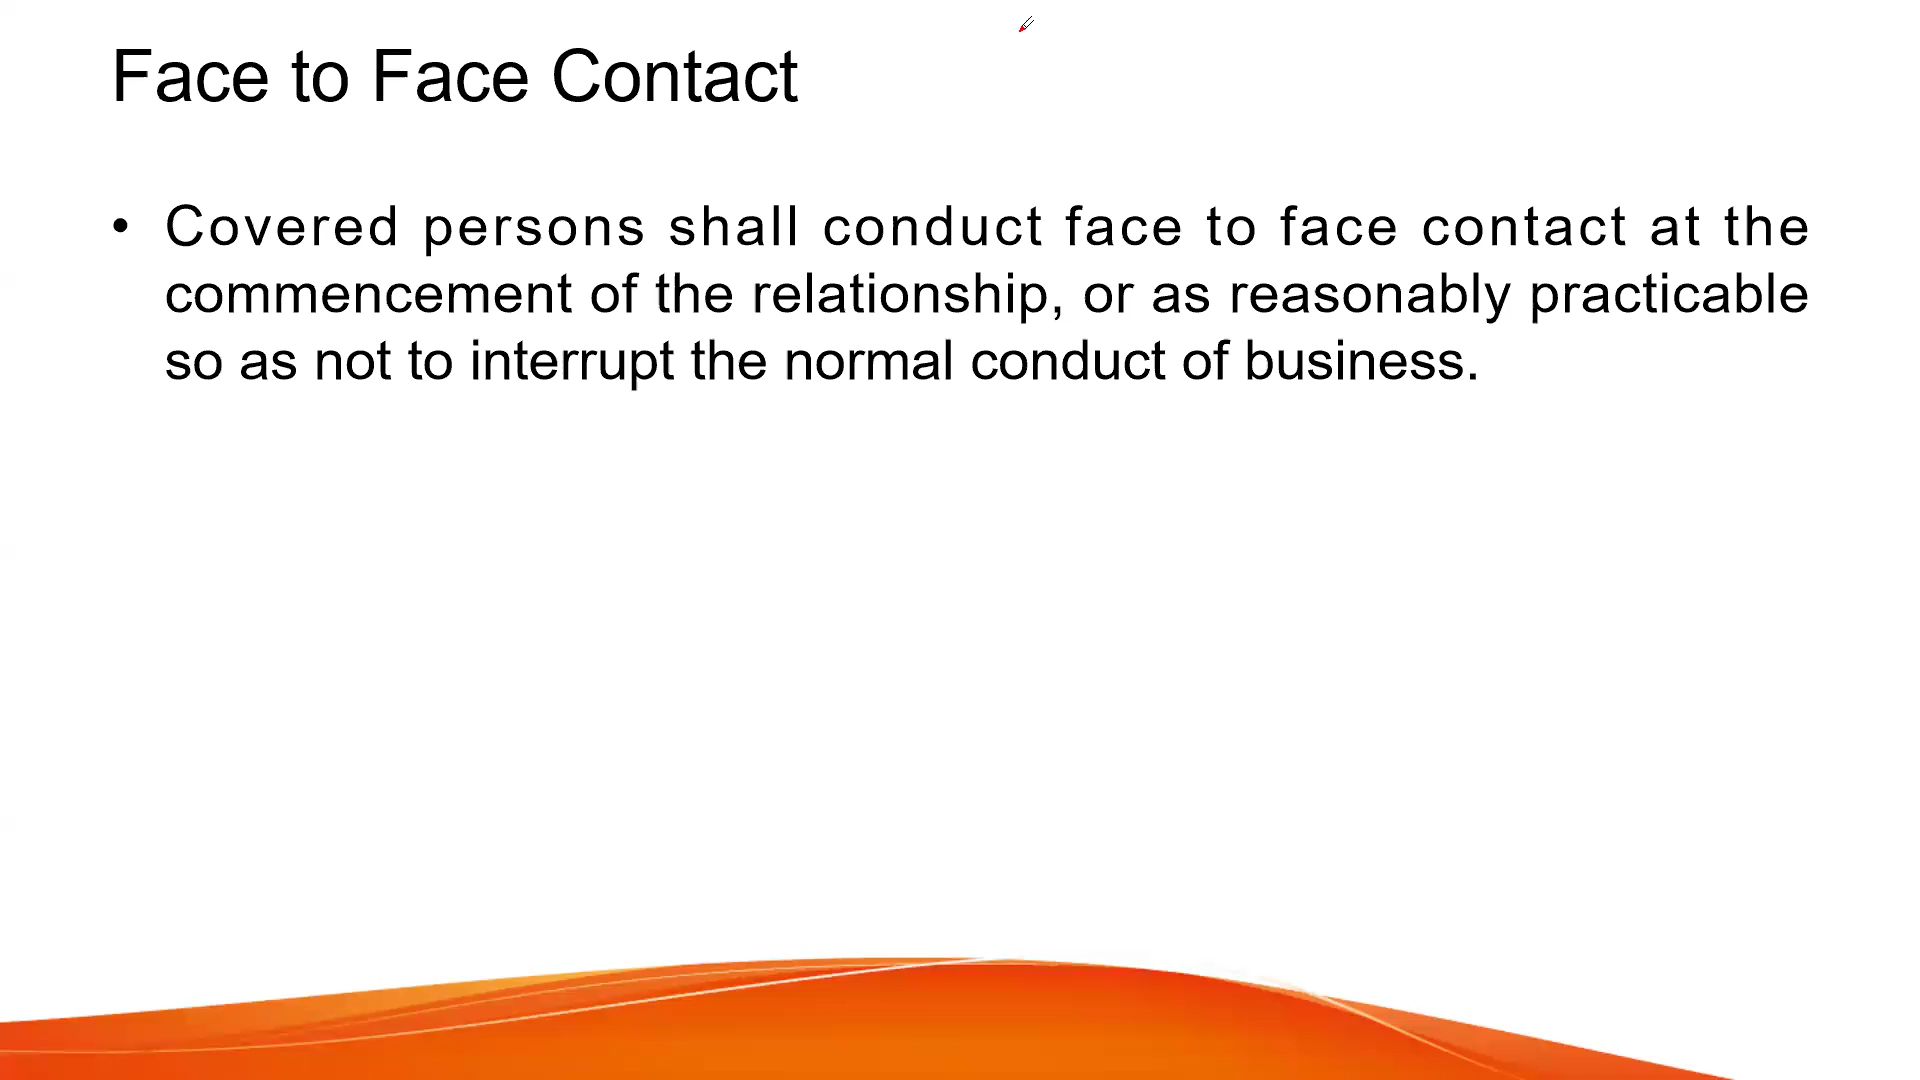 Face to Face Contact
• Covered persons shall conduct face to face contact at the
commencement of the relationship, or as reasonably practicable
so as not to interrupt the normal conduct of business.